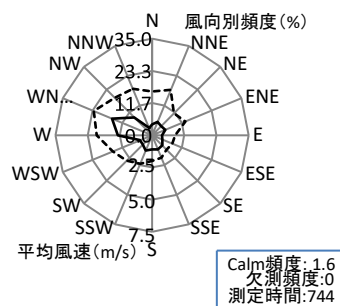 N
風向別頻度(%)
35.0
NNW
NNE
NW
23.3
NE
WN...
11.7
ENE
W
0.0
E
WSW
2.5
ESE
SW
5.0
SE
SSW
SSE
平均風速(m/s)
7.5
S
Calm頻度: 1.6
欠測頻度:0
測定時間:744